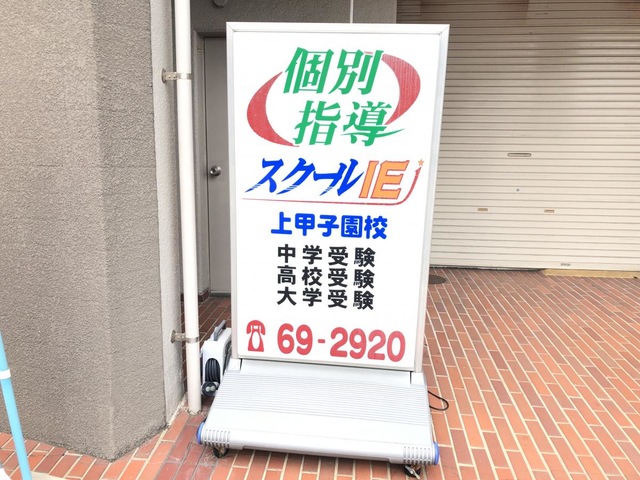 個別
指導
スクールIE
上甲子園校
中学受験
高校受験
大学受験
69-2920